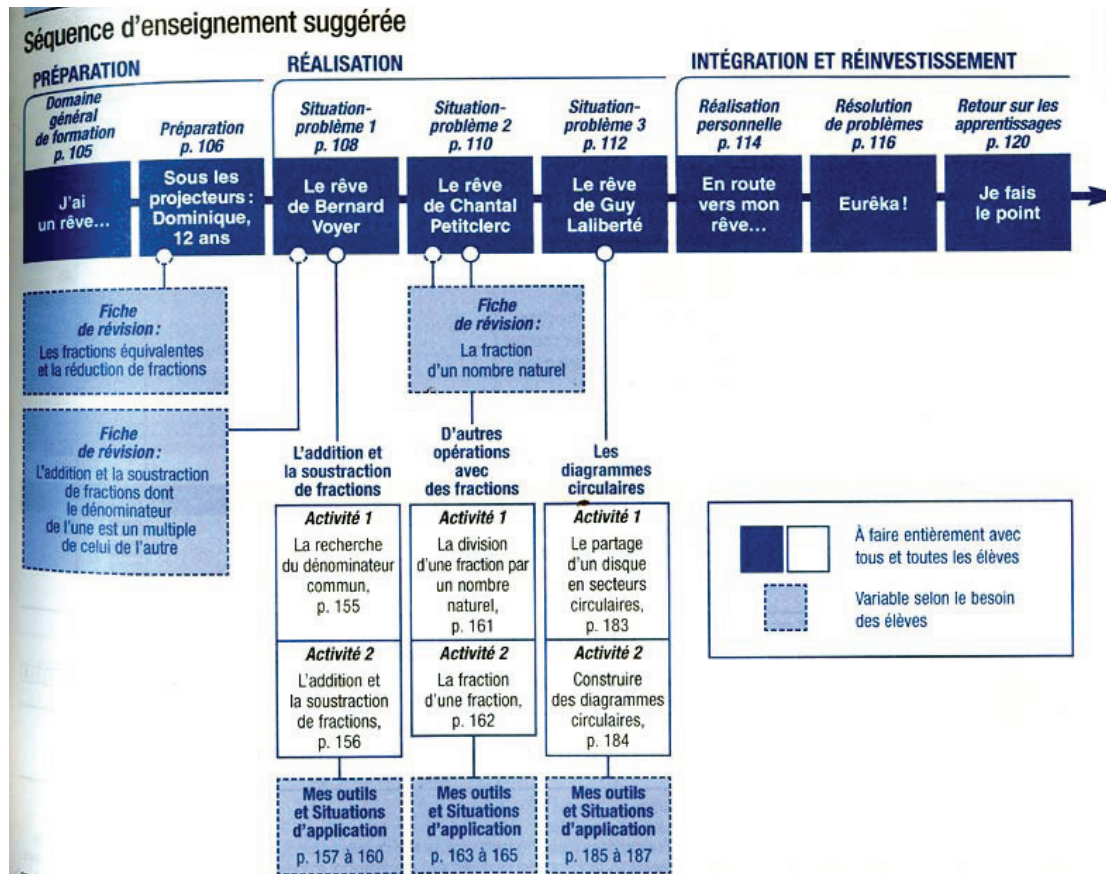 Séquence d'enseignement suggérée
PRÉPARATION
RÉALISATION
INTÉGRATION ET RÉINVESTISSEMENT
Domaine
général
de formation
p. 105
Préparation
p. 106
Situation-
problème 1
p. 108
Situation-
problème 2
p. 110
Situation-
problème 3
p. 112
Réalisation
personnelle
p. 114
Résolution
de problèmes
p. 116
Retour sur les
apprentissages
p. 120
J'ai
un rêve...
Sous les
projecteurs :
Dominique,
12 ans
Le rêve
de Bernard
Voyer
Le rêve
de Chantal
Petitclerc
Le rêve
de Guy
Laliberté
En route
vers mon
rêve...
Eurêka !
Je fais
le point
Fiche
de révision :
Les fractions équivalentes
et la réduction de fractions
Fiche
de révision :
La fraction
d'un nombre naturel
Fiche
de révision :
L'addition et la soustraction
de fractions dont
le dénominateur
de l'une est un multiple
de celui de l'autre
L'addition et
la soustraction
de fractions
Activité 1
La recherche
du dénominateur
commun,
p. 155
Activité 2
L'addition et
la soustraction
de fractions,
p. 156
Mes outils
et Situations
d'application
p. 157 à 160
D'autres
opérations
avec
des fractions
Activité 1
La division
d'une fraction par
un nombre
naturel,
p. 161
Activité 2
La fraction
d'une fraction,
p. 162
Mes outils
et Situations
d'application
p. 163 à 165
Les
diagrammes
circulaires
Activité 1
Le partage
d'un disque
en secteurs
circulaires,
p. 183
Activité 2
Construire
des diagrammes
circulaires,
p. 184
Mes outils
et Situations
d'application
p. 185 à 187
À faire entièrement avec
tous et toutes les élèves
Variable selon le besoin
des élèves